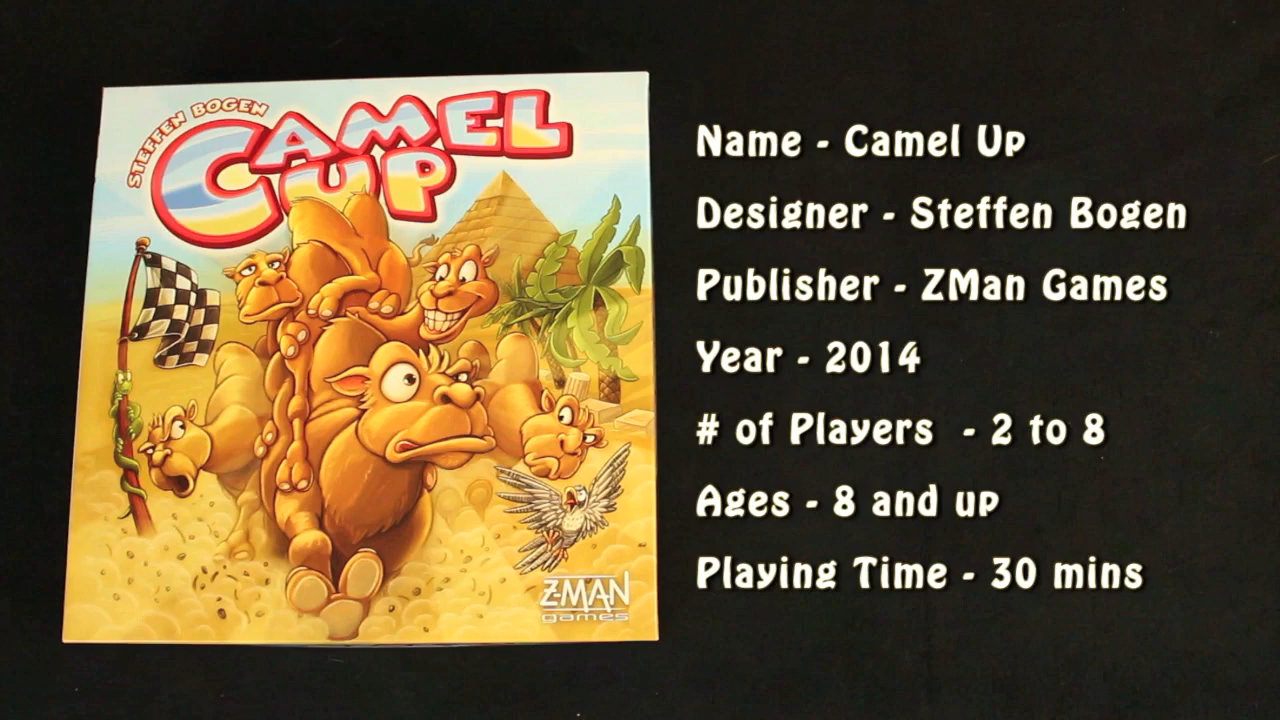 STEFFEN BOGEN
CAMEL
UP
Z-MAN
games
Name - Camel Up
Designer - Steffen Bogen
Publisher - ZMan Games
Year - 2014
# of Players - 2 to 8
Ages - 8 and up
Playing Time - 30 mins